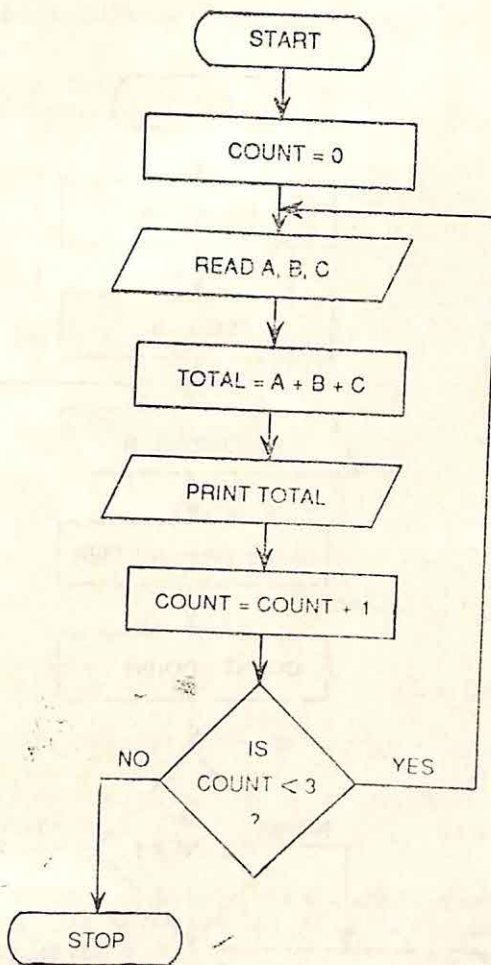 START
COUNT = 0
READ A, B, C
TOTAL = A + B + C
PRINT TOTAL
COUNT = COUNT + 1
IS
COUNT < 3
?
NO
YES
STOP